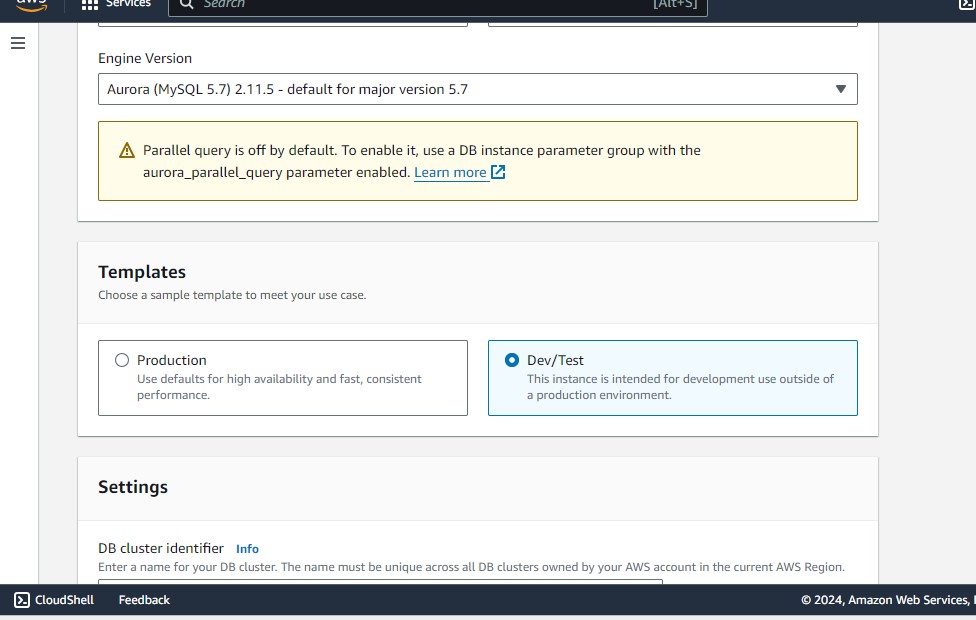 aws
Services
Search
[Alt+S]
Engine Version
Aurora (MySQL 5.7) 2.11.5 - default for major version 5.7
Parallel query is off by default. To enable it, use a DB instance parameter group with the
aurora_parallel_query parameter enabled. Learn more
Templates
Choose a sample template to meet your use case.
Production
Use defaults for high availability and fast, consistent
performance.
Dev/Test
This instance is intended for development use outside of
a production environment.
Settings
DB cluster identifier Info
Enter a name for your DB cluster. The name must be unique across all DB clusters owned by your AWS account in the current AWS Region.
CloudShell
Feedback
© 2024, Amazon Web Services,